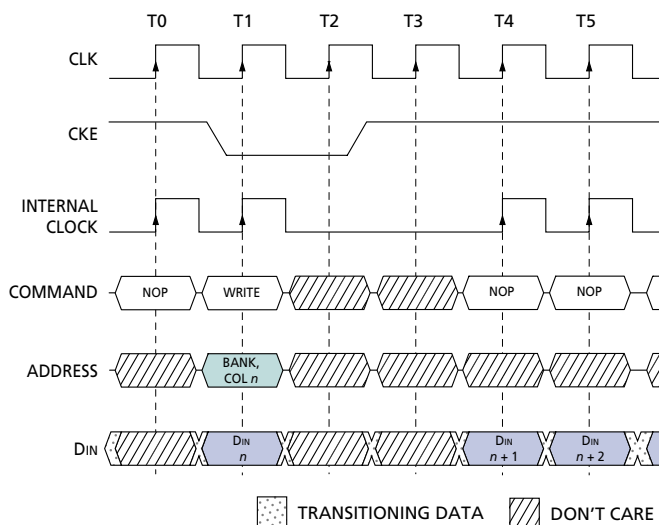 T0 T1 T2 T3 T4 T5
CLK
CKE
INTERNAL
CLOCK
COMMAND NOP WRITE NOP NOP
ADDRESS BANK,
COL n
DIN DIN
n DIN
n + 1 DIN
n + 2
TRANSITIONING DATA DON'T CARE